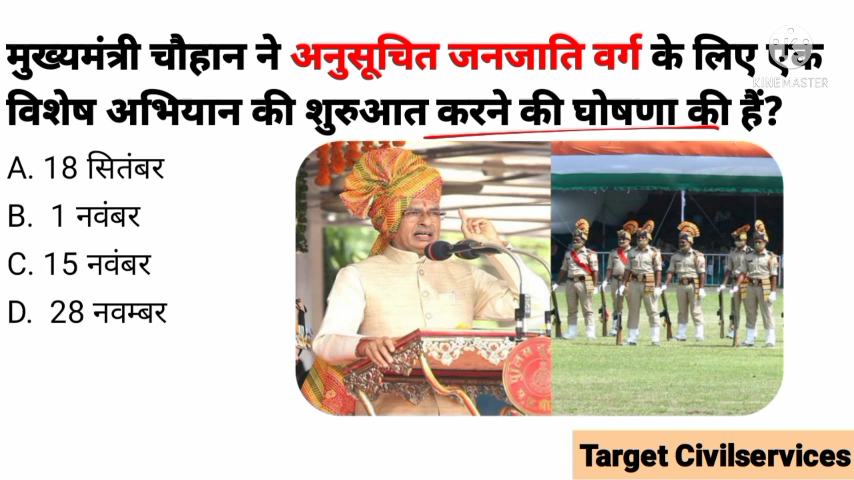 मुख्यमंत्री चौहान ने अनुसूचित जनजाति वर्ग के लिए एक
विशेष अभियान की शुरुआत करने की घोषणा की हैं?
KINEMASTER
A. 18 सितंबर
B. 1 नवंबर
C. 15 नवंबर
D. 28 नवम्बर
Target Civilservices